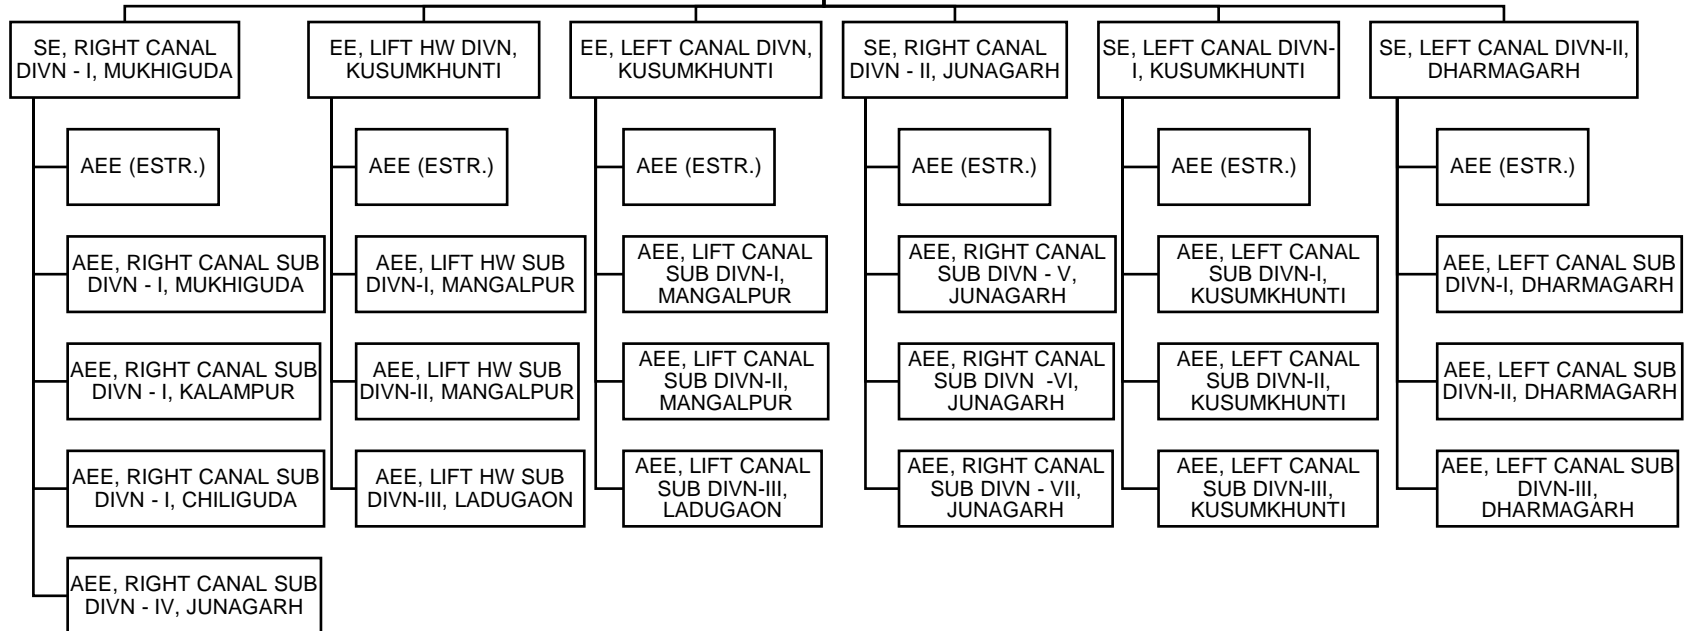 SE, RIGHT CANAL
DIVN - I, MUKHIGUDA
EE, LIFT HW DIVN,
KUSUMKHUNTI
EE, LEFT CANAL DIVN,
KUSUMKHUNTI
SE, RIGHT CANAL
DIVN - II, JUNAGARH
SE, LEFT CANAL DIVN-
I, KUSUMKHUNTI
SE, LEFT CANAL DIVN-II,
DHARMAGARH
AEE (ESTR.)
AEE, RIGHT CANAL SUB
DIVN - I, MUKHIGUDA
AEE, RIGHT CANAL SUB
DIVN - I, KALAMPUR
AEE, RIGHT CANAL SUB
DIVN - I, CHILIGUDA
AEE, RIGHT CANAL SUB
DIVN - IV, JUNAGARH
AEE (ESTR.)
AEE, LIFT HW SUB
DIVN-I, MANGALPUR
AEE, LIFT HW SUB
DIVN-II, MANGALPUR
AEE, LIFT HW SUB
DIVN-III, LADUGAON
AEE (ESTR.)
AEE, LIFT CANAL
SUB DIVN-I,
MANGALPUR
AEE, LIFT CANAL
SUB DIVN-II,
MANGALPUR
AEE, LIFT CANAL
SUB DIVN-III,
LADUGAON
AEE (ESTR.)
AEE, RIGHT CANAL
SUB DIVN - V,
JUNAGARH
AEE, RIGHT CANAL
SUB DIVN  -VI,
JUNAGARH
AEE, RIGHT CANAL
SUB DIVN - VII,
JUNAGARH
AEE (ESTR.)
AEE, LEFT CANAL
SUB DIVN-I,
KUSUMKHUNTI
AEE, LEFT CANAL
SUB DIVN-II,
KUSUMKHUNTI
AEE, LEFT CANAL
SUB DIVN-III,
KUSUMKHUNTI
AEE (ESTR.)
AEE, LEFT CANAL SUB
DIVN-I, DHARMAGARH
AEE, LEFT CANAL SUB
DIVN-II, DHARMAGARH
AEE, LEFT CANAL SUB
DIVN-III,
DHARMAGARH